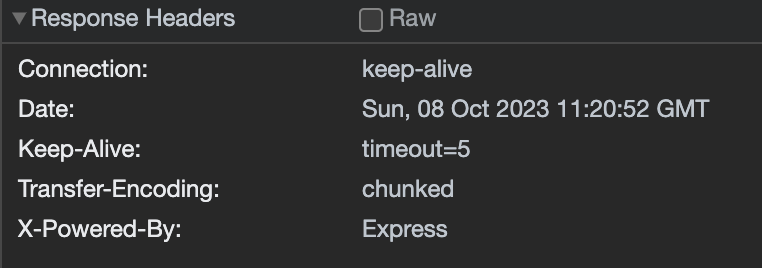 Response Headers Raw
Connection: keep-alive
Date: Sun, 08 Oct 2023 11:20:52 GMT
Keep-Alive: timeout=5
Transfer-Encoding: chunked
X-Powered-By: Express